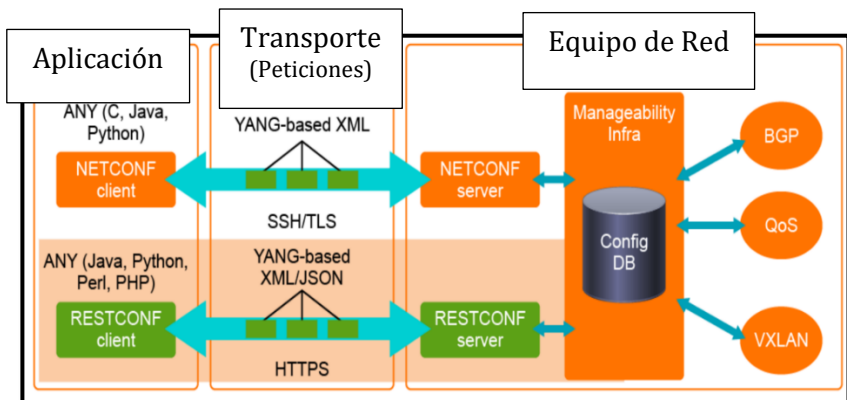 Aplicación
Transporte
(Peticiones)
Equipo de Red
ANY (C, Java,
Python)
NETCONF
client
YANG-based XML
SSH/TLS
NETCONF
server
Manageability
Infra
Config
DB
BGP
QoS
VXLAN
ANY (Java, Python,
Perl, PHP)
RESTCONF
client
YANG-based
XML/JSON
HTTPS
RESTCONF
server